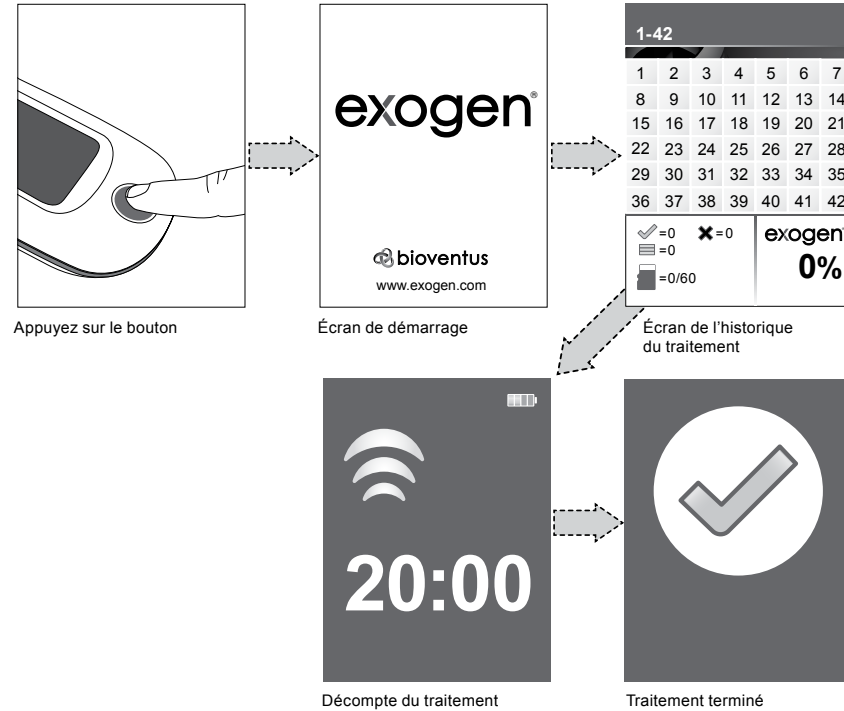 exogen®
bioventus
www.exogen.com
1-42
1 2 3 4 5 6 7
8 9 10 11 12 13 14
15 16 17 18 19 20 21
22 23 24 25 26 27 28
29 30 31 32 33 34 35
36 37 38 39 40 41 42
=0 =0
=0
=0/60
exogen®
0%
Appuyez sur le bouton
Écran de démarrage
Écran de l’historique
du traitement
20:00
Décompte du traitement
Traitement terminé